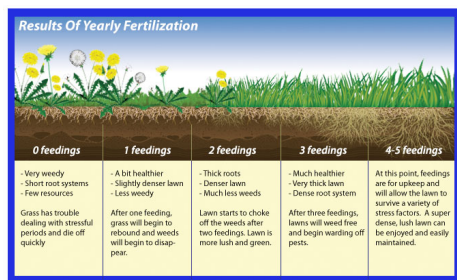 Results Of Yearly Fertilization
0 feedings
- Very weedy
- Short root systems
- Few resources
Grass has trouble
dealing with stressful
periods and die off
quickly
1 feedings
- A bit healthier
- Slightly denser lawn
- Less weedy
After one feeding,
grass will begin to
rebound and weeds
will begin to disap-
pear.
2 feedings
- Thick roots
- Denser lawn
- Much less weeds
Lawn starts to choke
off the weeds after
two feedings. Lawn is
more lush and green.
3 feedings
- Much healthier
- Very thick lawn
- Dense root system
After three feedings,
lawns will weed free
and begin warding off
pests.
4-5 feedings
At this point, feedings
are for upkeep and
will allow the lawn to
survive a variety of
stress factors. A super
dense, lush lawn can
be enjoyed and easily
maintained.